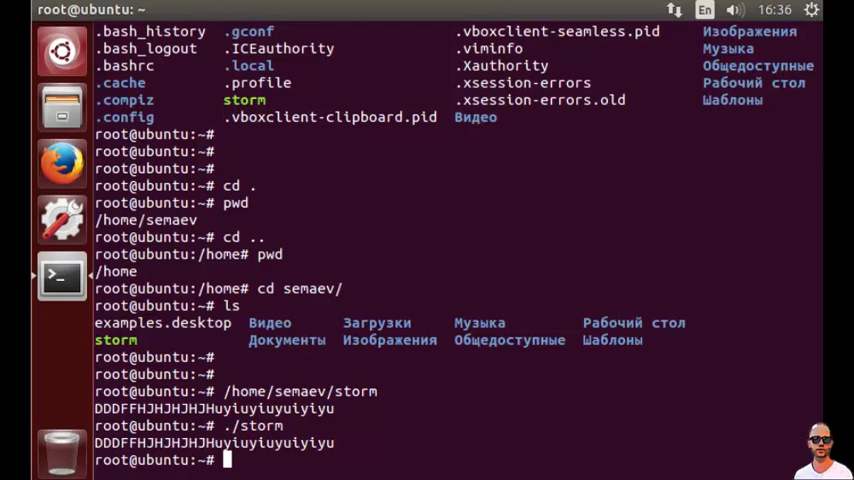 root@ubuntu: ~ En 16:36
.bash_history .gconf .vboxclient-seamless.pid Изображения
.bash_logout .ICEauthority .viminfo Музыка
.bashrc .local .Xauthority Общедоступные
.cache .profile .xsession-errors Рабочий стол
.compiz storm .xsession-errors.old Шаблоны
.config .vboxclient-clipboard.pid Видео
root@ubuntu:~#
root@ubuntu:~#
root@ubuntu:~#
root@ubuntu:~# cd .
root@ubuntu:~# pwd
/home/semaev
root@ubuntu:~# cd ..
root@ubuntu:/home# pwd
/home
root@ubuntu:/home# cd semaev/
root@ubuntu:~# ls
examples.desktop Видео Загрузки Музыка Рабочий стол
storm Документы Изображения Общедоступные Шаблоны
root@ubuntu:~#
root@ubuntu:~#
root@ubuntu:~# /home/semaev/storm
DDDFFHJHJHJHJHuyiuyiuyuiyiyu
root@ubuntu:~# ./storm
DDDFFHJHJHJHJHuyiuyiuyuiyiyu
root@ubuntu:~#